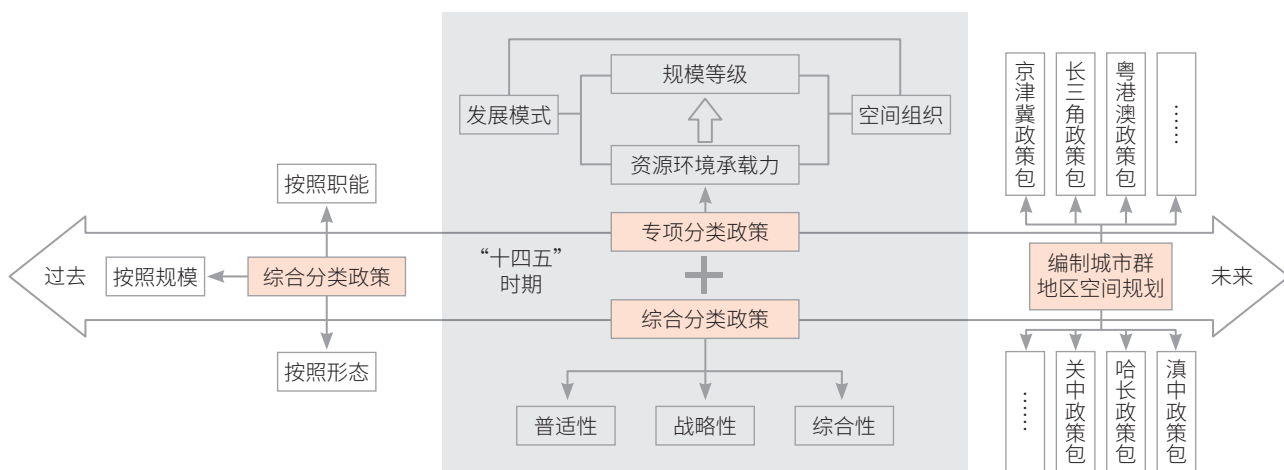 过去
按照职能
按照规模
综合分类政策
按照形态
“十四五”
时期
发展模式
规模等级
空间组织
资源环境承载力
专项分类政策
综合分类政策
普适性
战略性
综合性
京津冀政策包
长三角政策包
粤港澳政策包
……
编制城市群
地区空间规划
未来
……
关中政策包
哈长政策包
滇中政策包